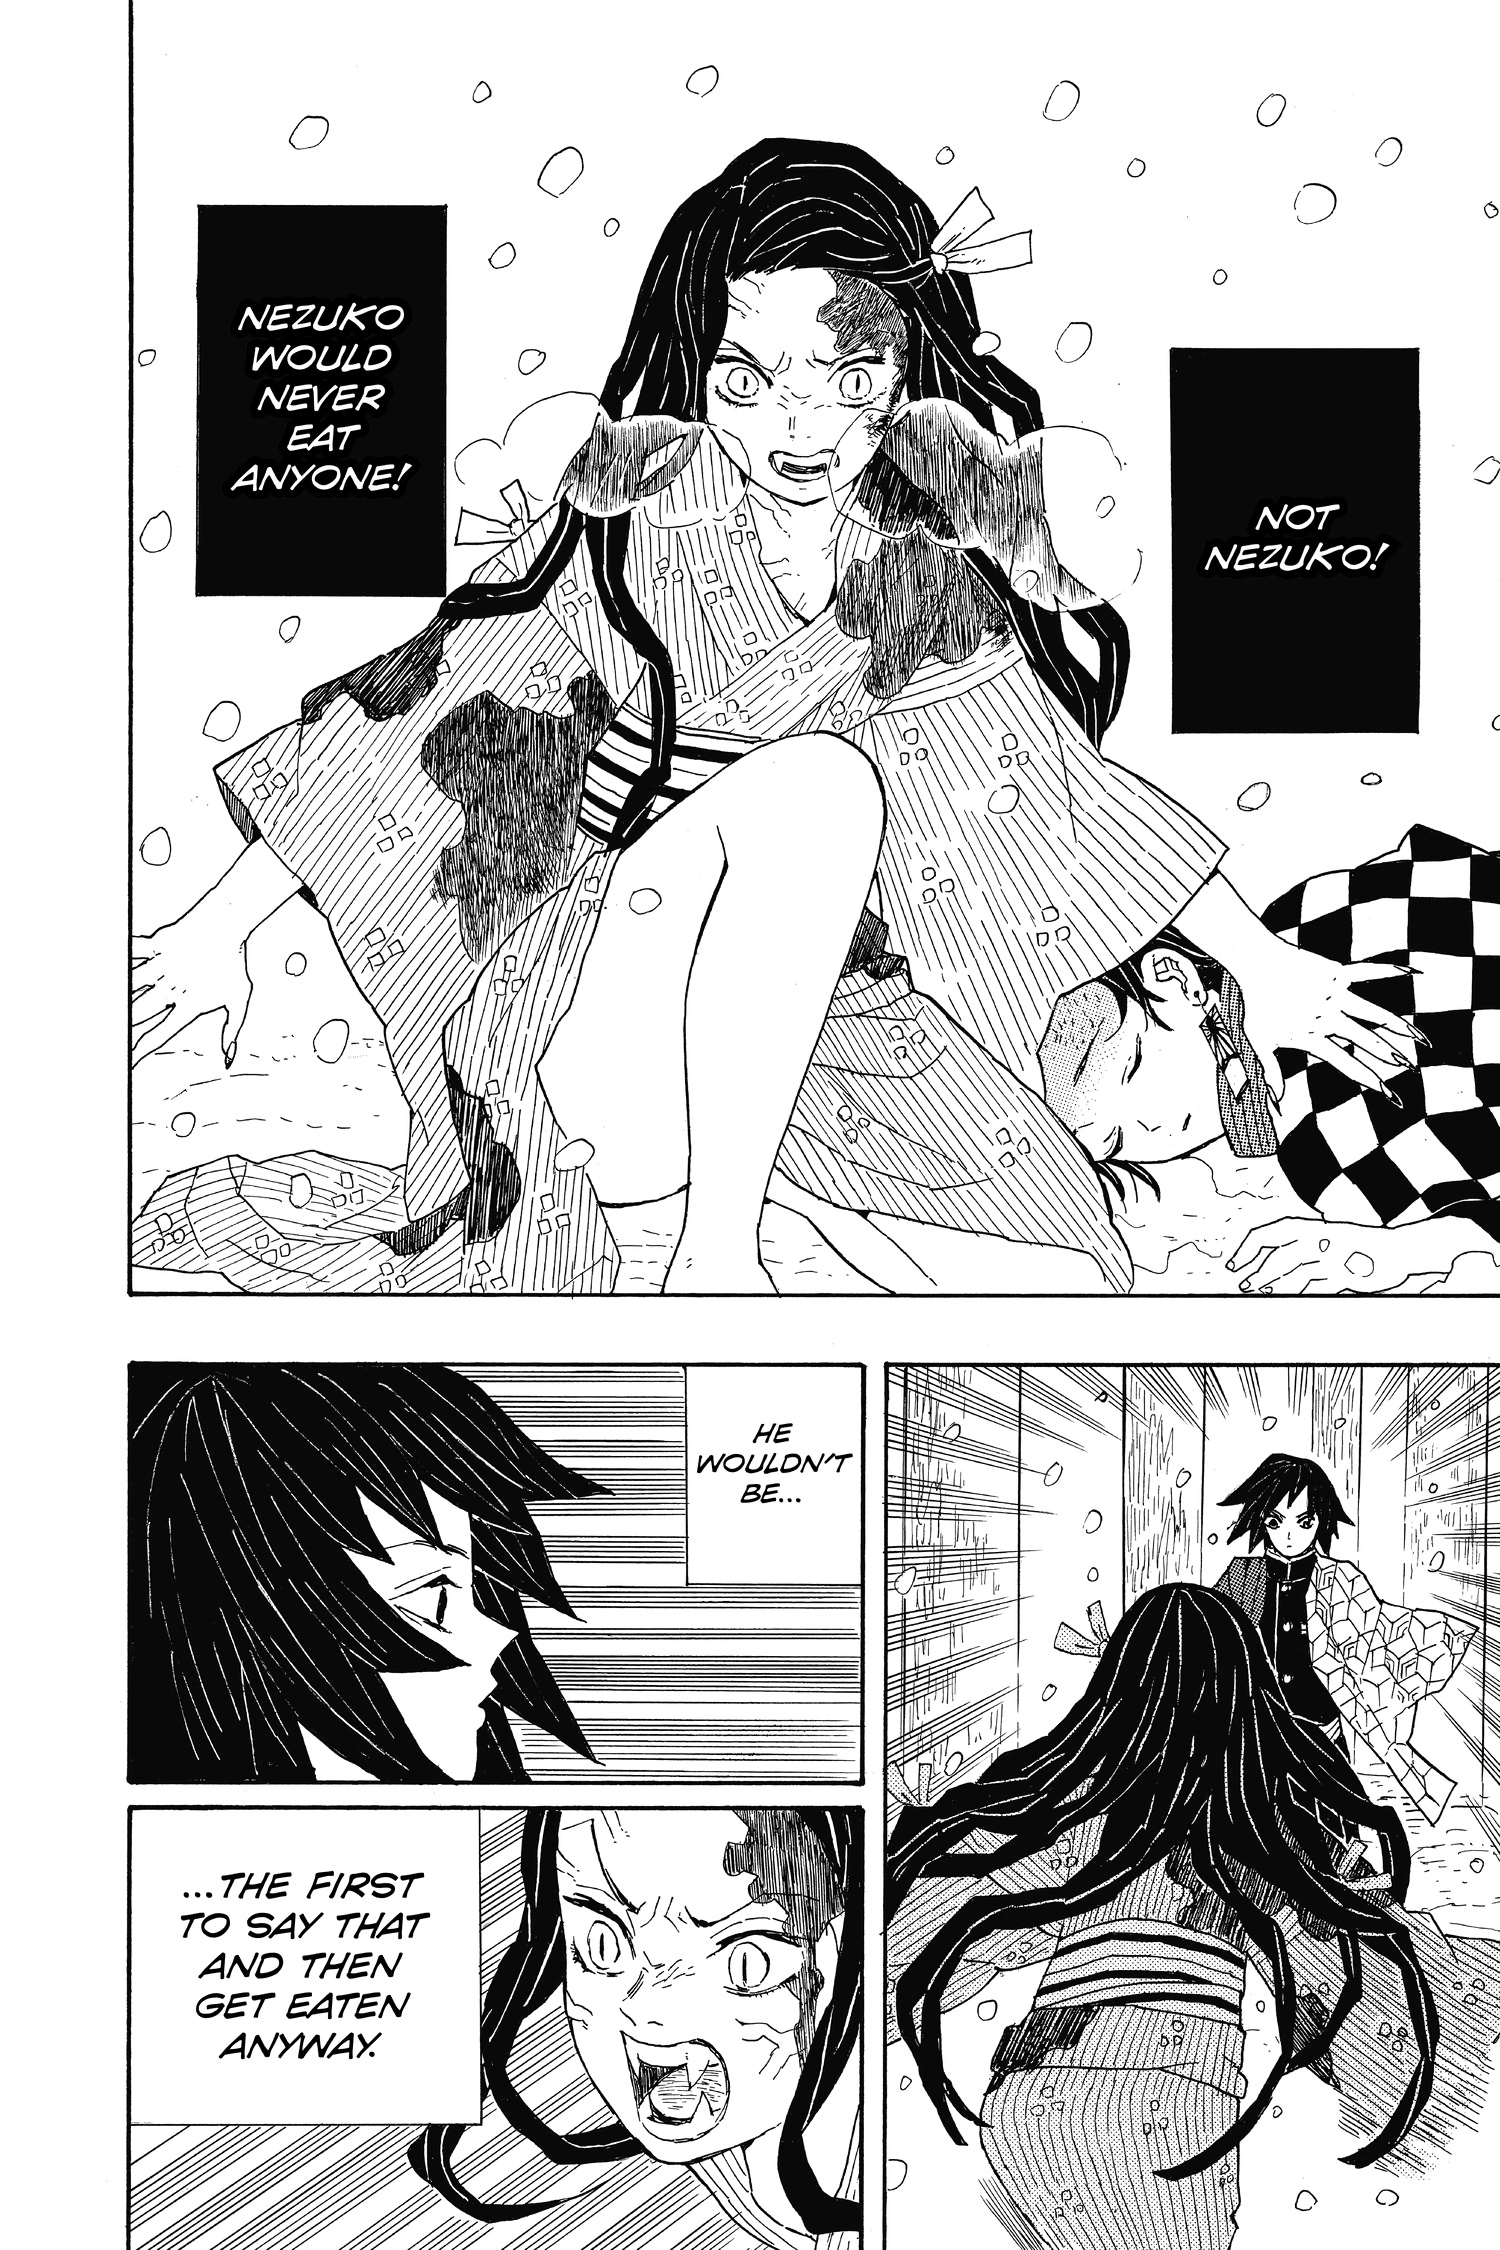 NOT
NEZUKO!
NEZUKO
WOULD
NEVER
EAT
ANYONE!
HE
WOULDN'T
BE...
...THE FIRST
TO SAY THAT
AND THEN
GET EATEN
ANYWAY.